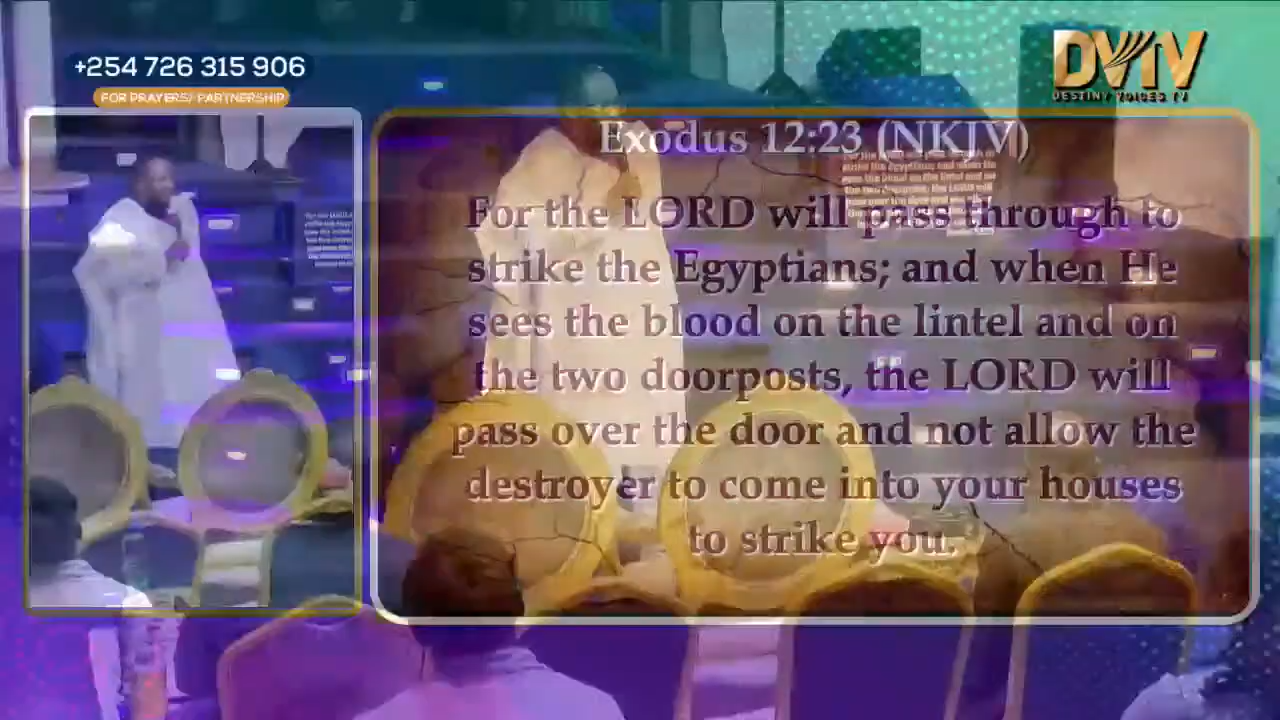 +254 726 315 906
FOR PRAYERS/ PARTNERSHIP
DVTV
DESTINY VOICES TV
Exodus 12:23 (NKJV)
For the LORD will pass through to
strike the Egyptians; and when He
sees the blood on the lintel and on
the two doorposts, the LORD will
pass over the door and not allow the
destroyer to come into your houses
to strike you.